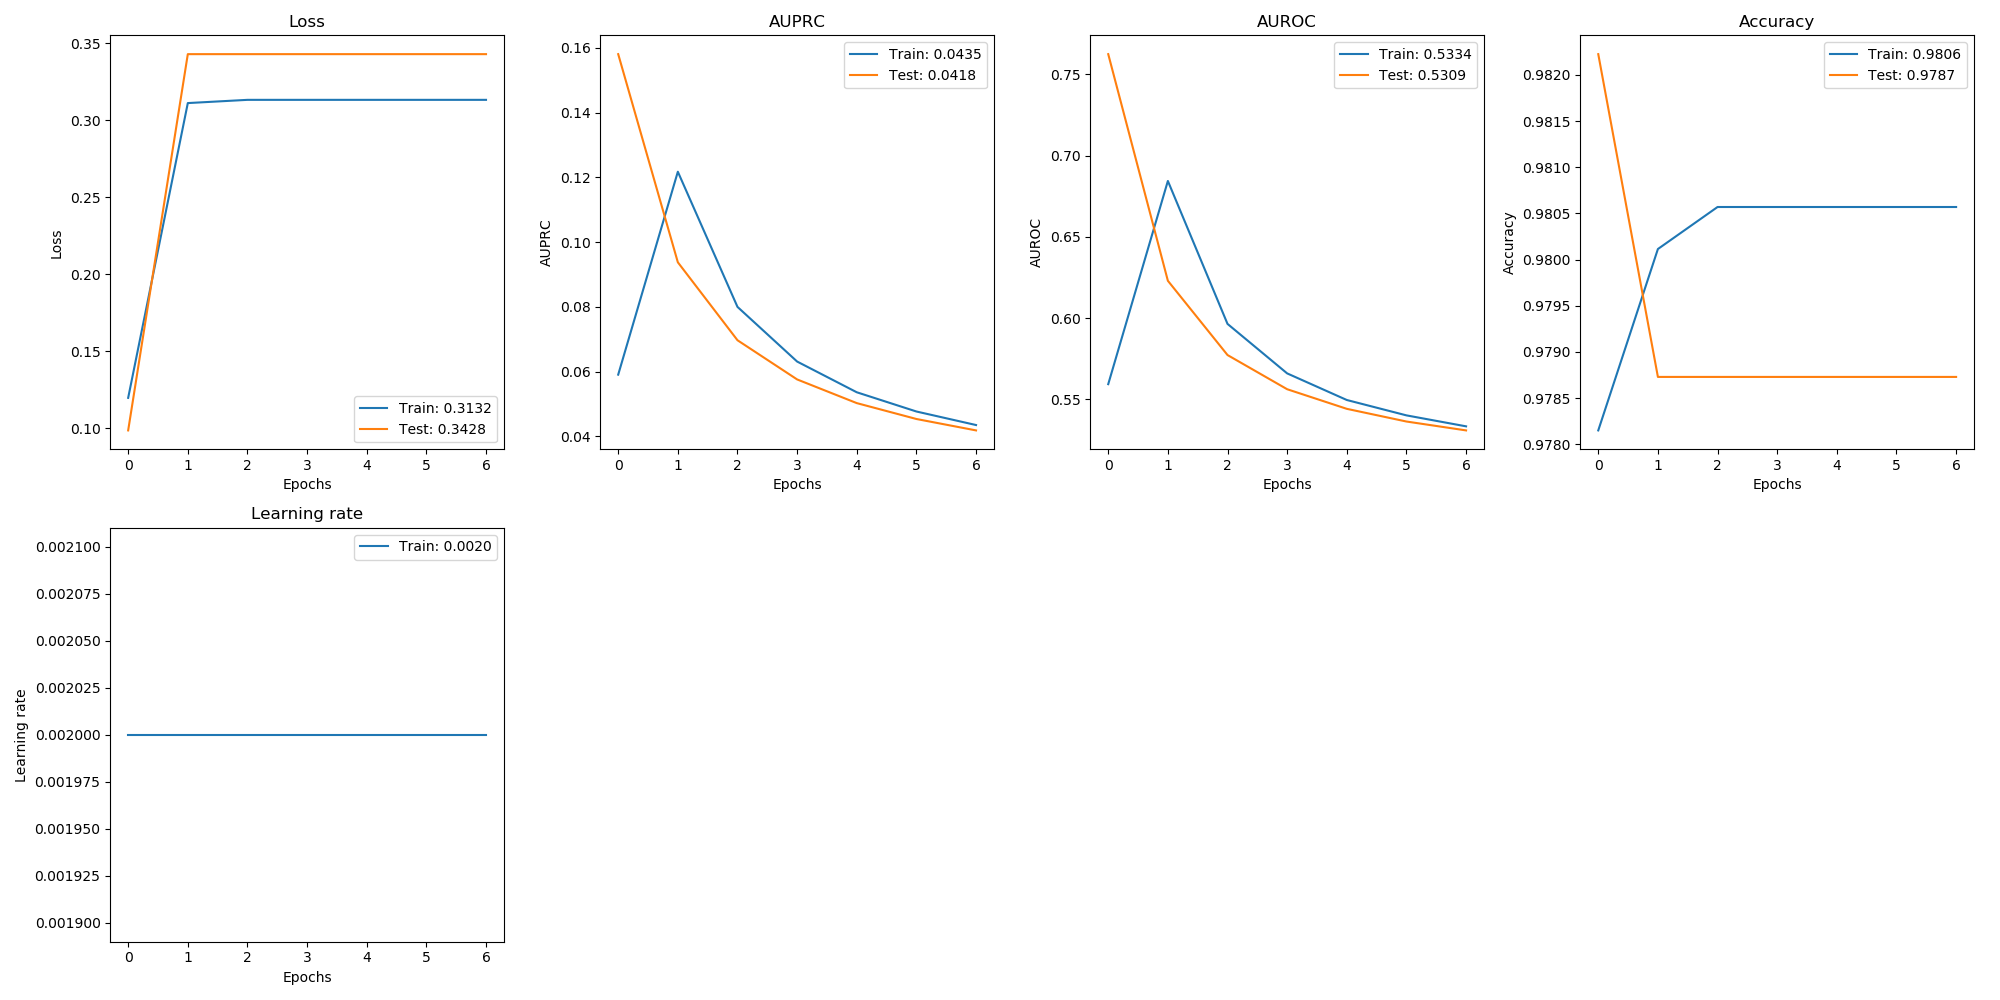 Loss
0.35
0.30
0.25
0.20
0.15
0.10
Loss
Train: 0.3132
Test: 0.3428
0 1 2 3 4 5 6
Epochs
AUPRC
0.16
0.14
0.12
0.10
0.08
0.06
0.04
AUPRC
Train: 0.0435
Test: 0.0418
0 1 2 3 4 5 6
Epochs
AUROC
0.75
0.70
0.65
0.60
0.55
AUROC
Train: 0.5334
Test: 0.5309
0 1 2 3 4 5 6
Epochs
Accuracy
0.9820
0.9815
0.9810
0.9805
0.9800
0.9795
0.9790
0.9785
0.9780
Accuracy
Train: 0.9806
Test: 0.9787
0 1 2 3 4 5 6
Epochs
Learning rate
0.002100
0.002075
0.002050
0.002025
0.002000
0.001975
0.001950
0.001925
0.001900
Learning rate
Train: 0.0020
0 1 2 3 4 5 6
Epochs